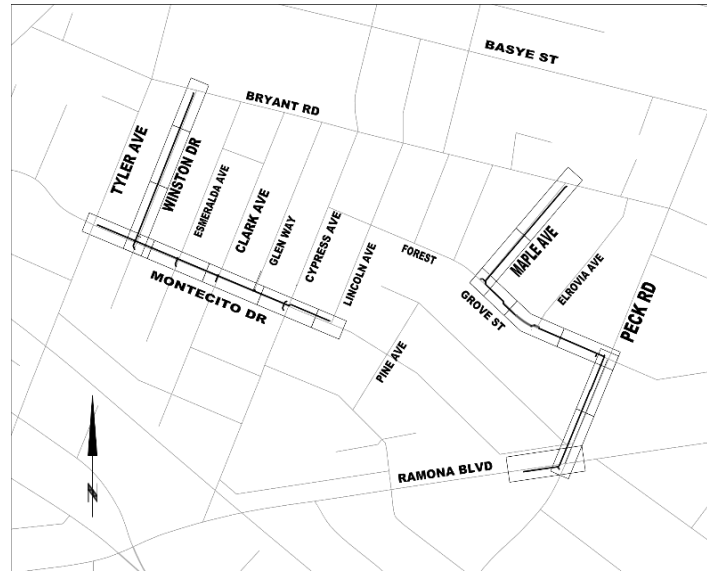 BASYE ST
BRYANT RD
TYLER AVE
WINSTON DR
ESMERALDA AVE
CLARK AVE
GLEN WAY
CYPRESS AVE
LINCOLN AVE
FOREST
GROVE ST
MAPLE AVE
ELROVIA AVE
PECK RD
MONTECITO DR
PINE AVE
RAMONA BLVD
N